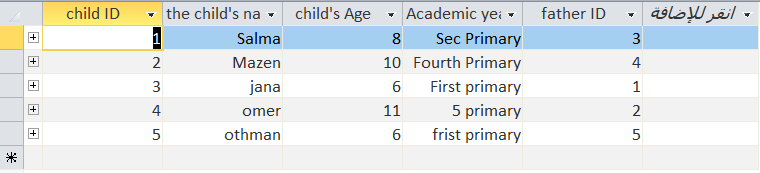 child ID the child's na child's Age Academic yea father ID انقر للإضافة
1 Salma 8 Sec Primary 3
2 Mazen 10 Fourth Primary 4
3 jana 6 First primary 1
4 omer 11 5 primary 2
5 othman 6 frist primary 5